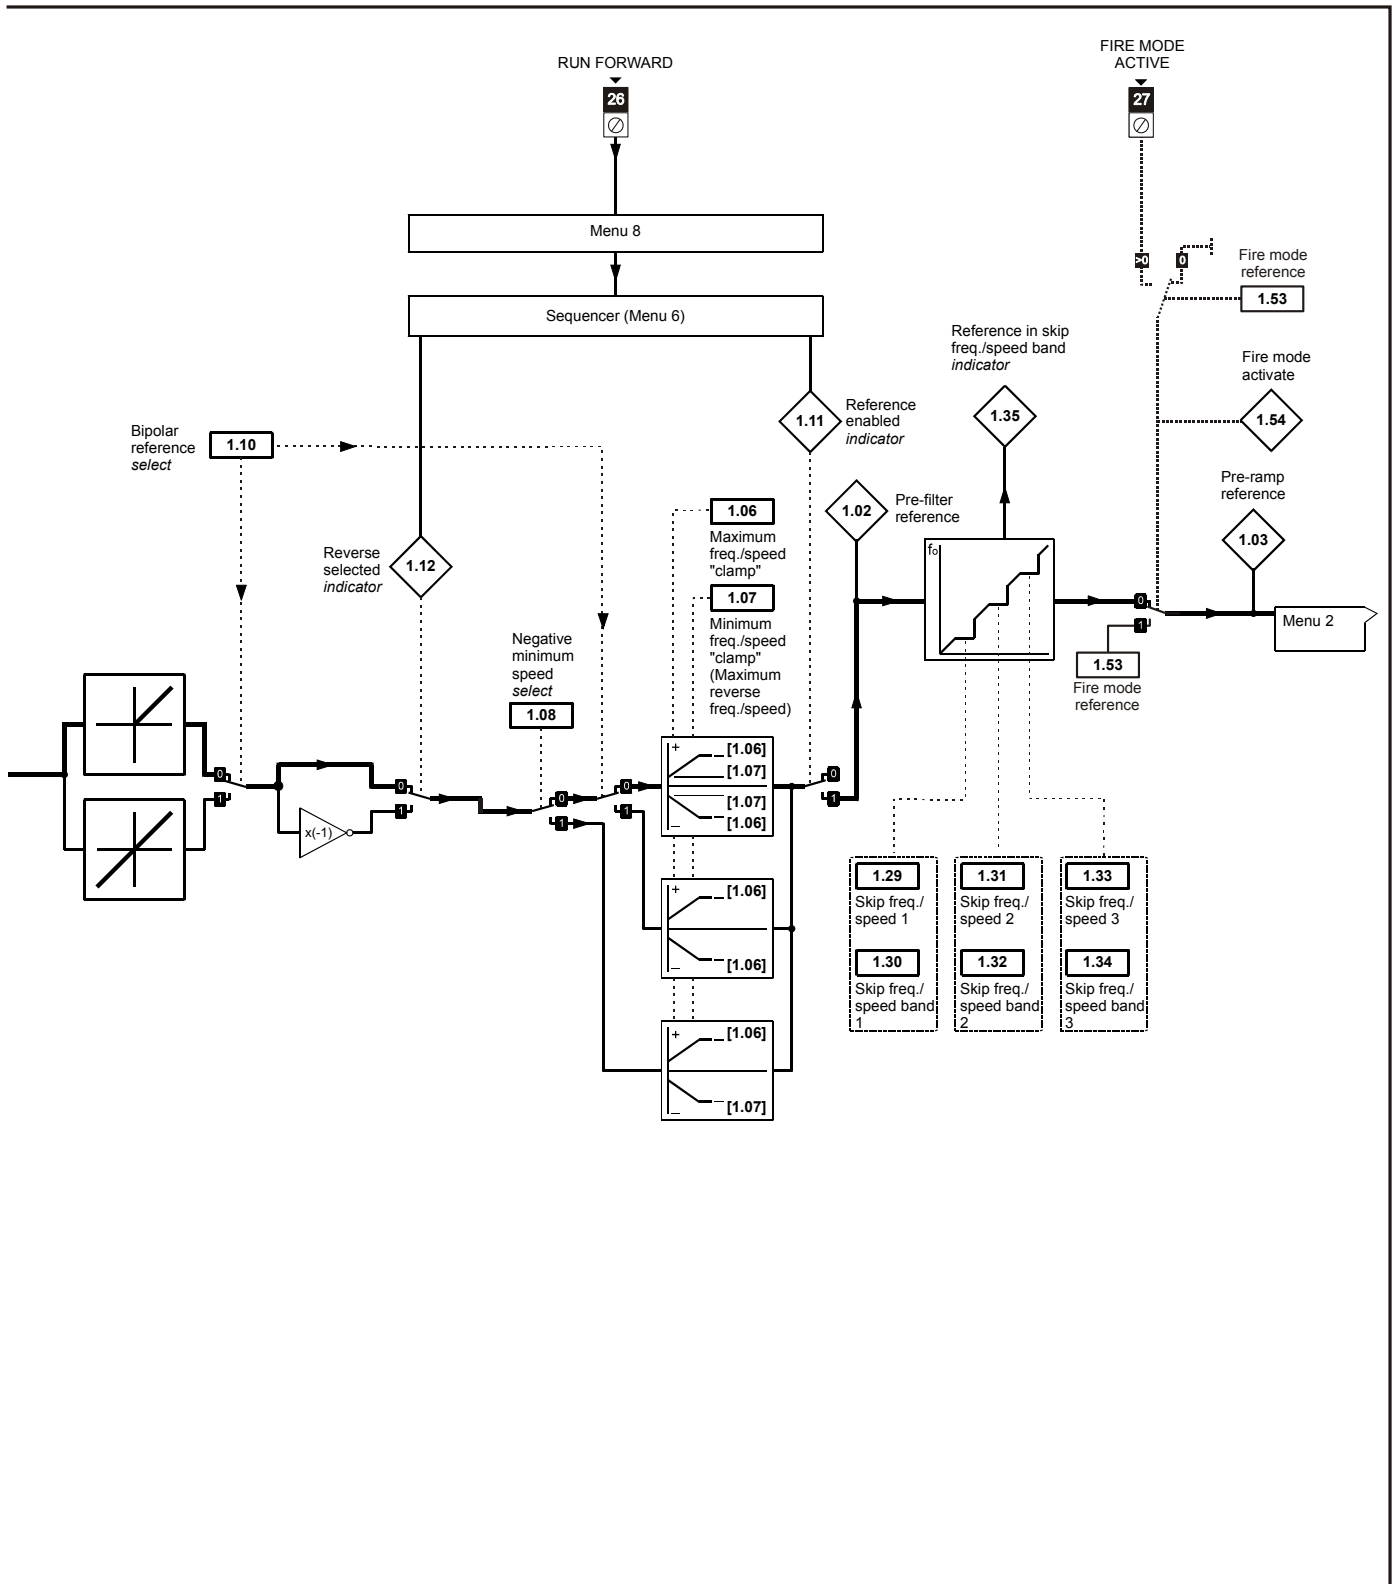 RUN FORWARD
26
FIRE MODE
ACTIVE
27
Menu 8
Sequencer (Menu 6)
>0
0
Fire mode
reference
1.53
Reference in skip
freq./speed band
indicator
1.35
Fire mode
activate
1.54
Reference
enabled
indicator
1.11
Bipolar
reference
select
1.10
Pre-ramp
reference
1.03
1.02
Pre-filter
reference
1.06
Maximum
freq./speed
"clamp"
1.07
Minimum
freq./speed
"clamp"
(Maximum
reverse
freq./speed)
Reverse
selected
indicator
1.12
fo
0
1
Menu 2
1.53
Fire mode
reference
Negative
minimum
speed
select
1.08
0
1
x(-1)
0
1
0
1
0
1
+
[1.06]
[1.07]
[1.07]
[1.06]
–
0
1
+
[1.06]
[1.06]
–
+
[1.06]
[1.07]
–
1.29
Skip freq./
speed 1
1.30
Skip freq./
speed band
1
1.31
Skip freq./
speed 2
1.32
Skip freq./
speed band
2
1.33
Skip freq./
speed 3
1.34
Skip freq./
speed band
3